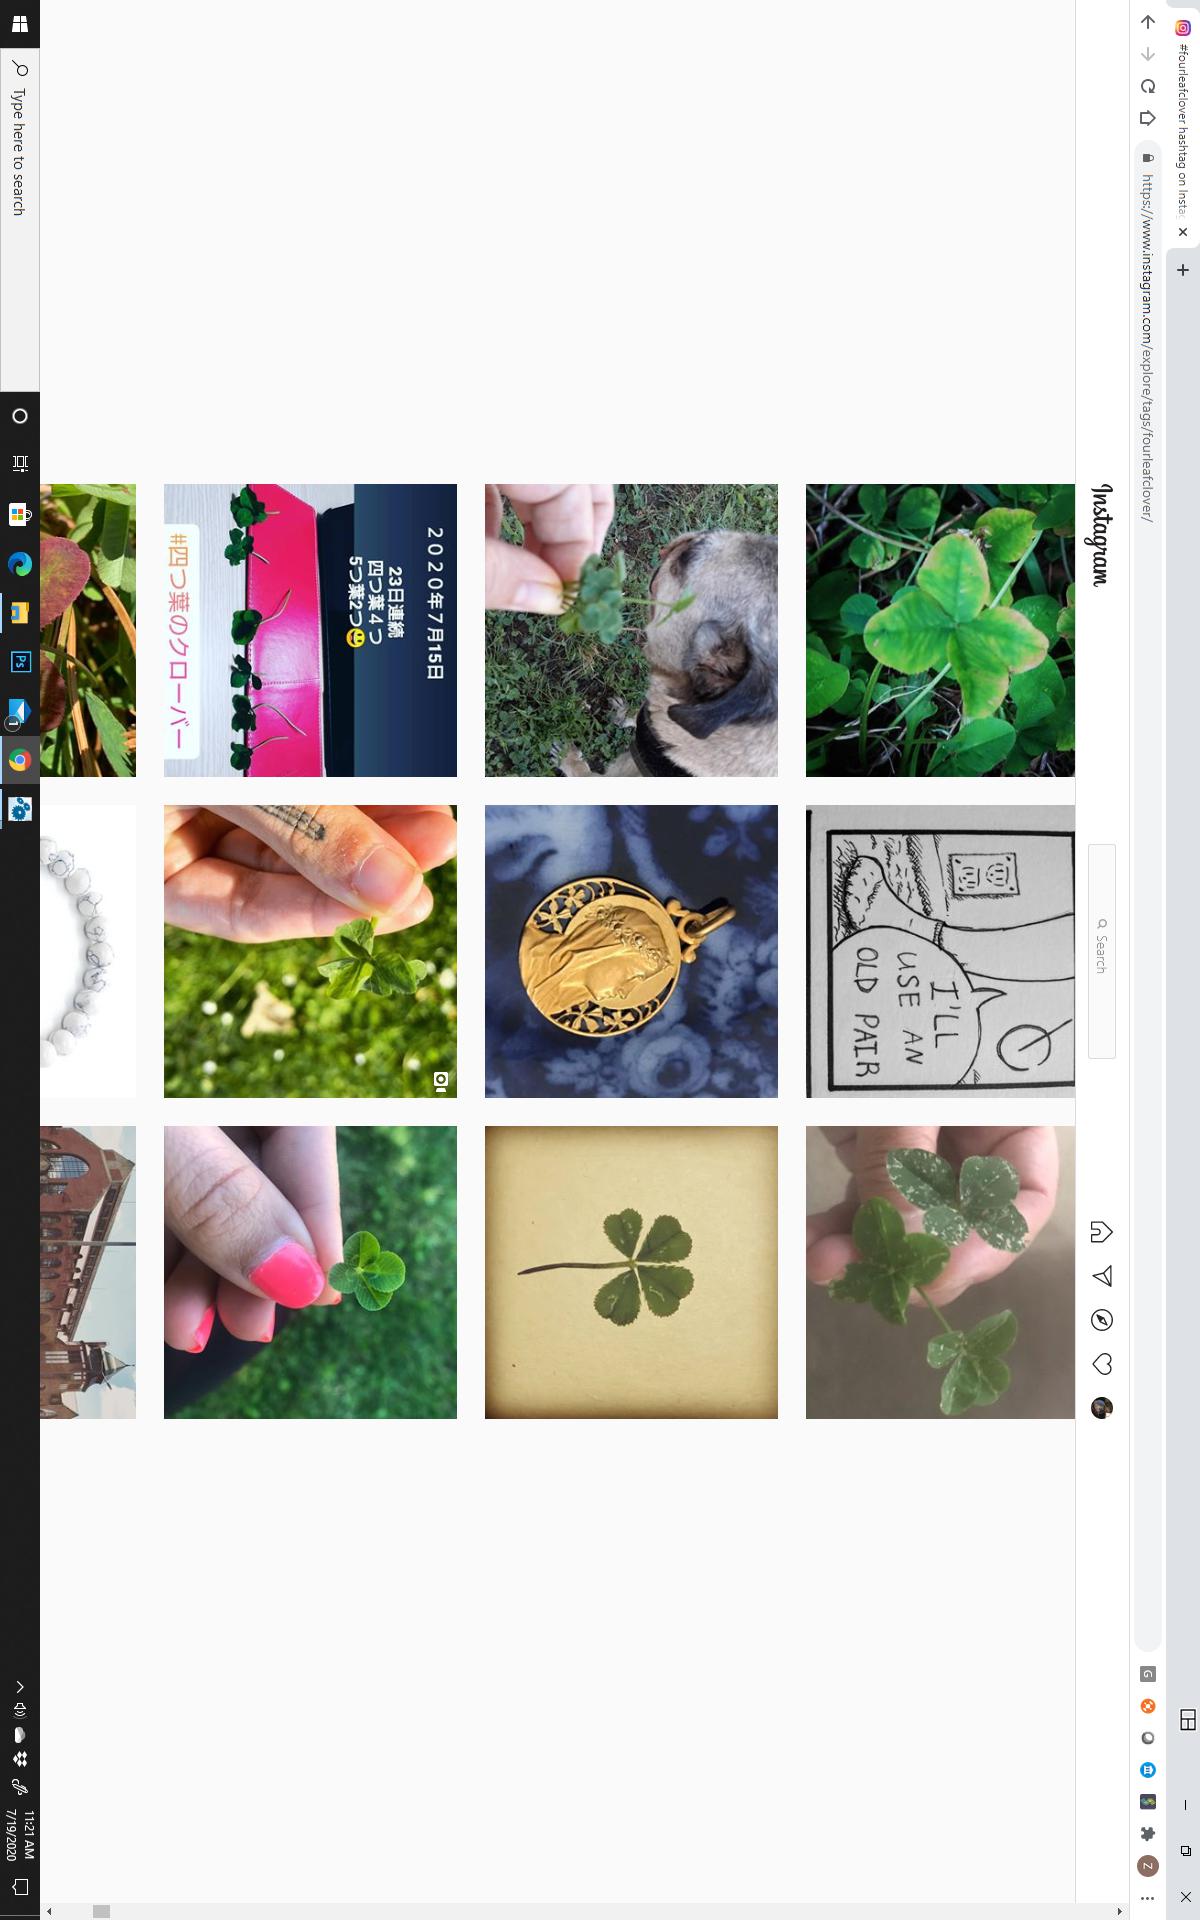 #fourleafclover hashtag on Insta
https://www.instagram.com/explore/tags/fourleafclover/
G
Z
Instagram
Search
I'LL
USE AN
OLD PAIR
2020年7月15日
23日連続
四つ葉4つ
5つ葉2つ😃
#四つ葉のクローバー
Type here to search
Ps
1
11:21 AM
7/19/2020